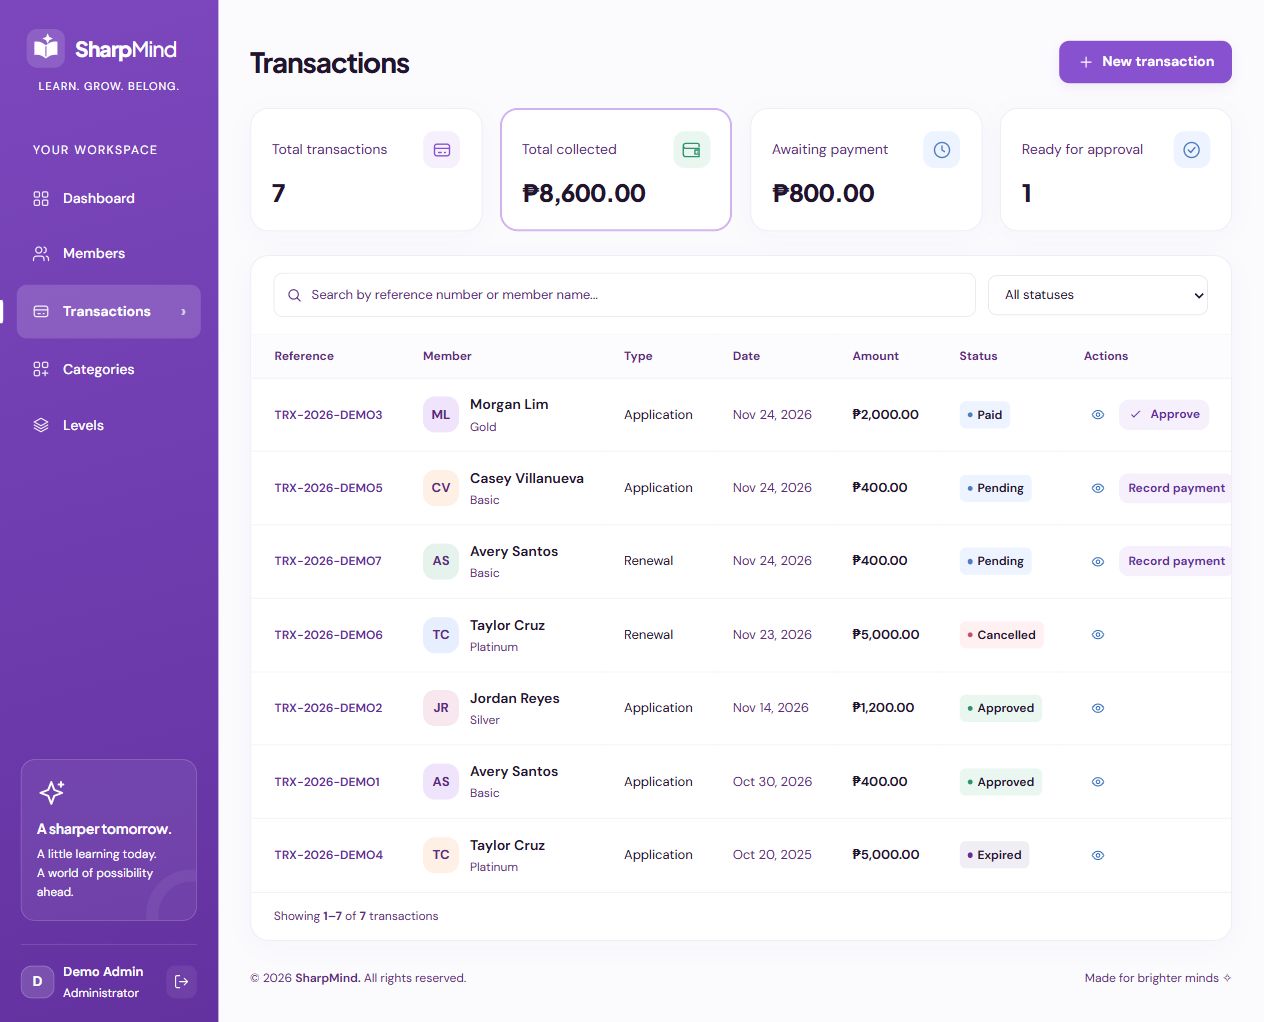 SharpMind
LEARN. GROW. BELONG.
YOUR WORKSPACE
Dashboard
Members
Transactions ›
Categories
Levels
A sharper tomorrow.
A little learning today.
A world of possibility
ahead.
D
Demo Admin
Administrator
Transactions
+ New transaction
Total transactions
7
Total collected
₱8,600.00
Awaiting payment
₱800.00
Ready for approval
1
Search by reference number or member name...
All statuses
Reference Member Type Date Amount Status Actions
TRX-2026-DEMO3 ML Morgan Lim Application Nov 24, 2026 ₱2,000.00 Paid Approve
Gold
TRX-2026-DEMO5 CV Casey Villanueva Application Nov 24, 2026 ₱400.00 Pending Record payment
Basic
TRX-2026-DEMO7 AS Avery Santos Renewal Nov 24, 2026 ₱400.00 Pending Record payment
Basic
TRX-2026-DEMO6 TC Taylor Cruz Renewal Nov 23, 2026 ₱5,000.00 Cancelled
Platinum
TRX-2026-DEMO2 JR Jordan Reyes Application Nov 14, 2026 ₱1,200.00 Approved
Silver
TRX-2026-DEMO1 AS Avery Santos Application Oct 30, 2026 ₱400.00 Approved
Basic
TRX-2026-DEMO4 TC Taylor Cruz Application Oct 20, 2025 ₱5,000.00 Expired
Platinum
Showing 1–7 of 7 transactions
© 2026 SharpMind. All rights reserved.
Made for brighter minds ✧